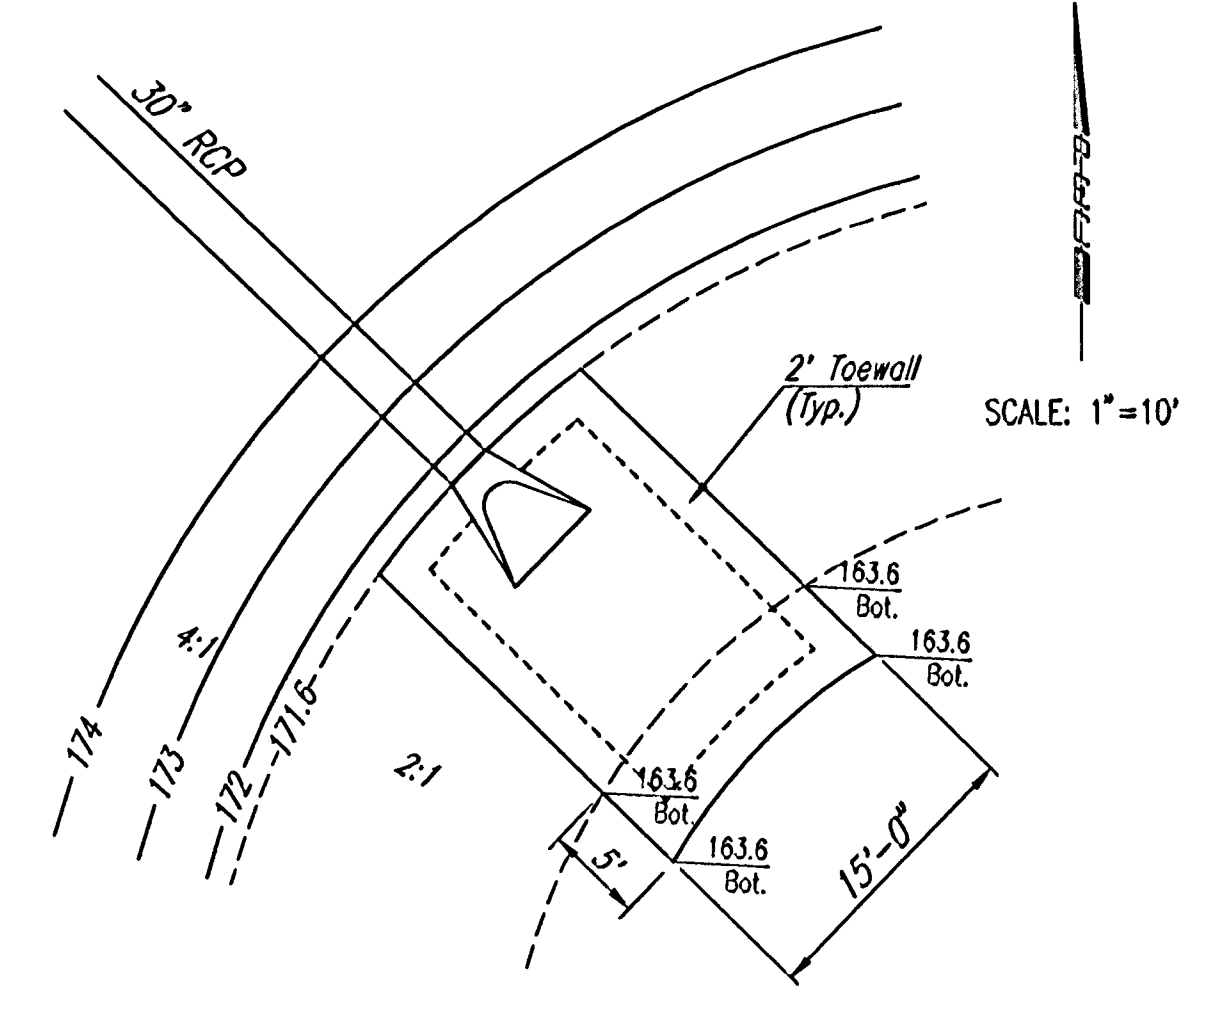 30" RCP
2' Toewall
(Typ.)
SCALE: 1"=10'
163.6
Bot.
163.6
Bot.
4:1
174
173
172
171.6
2:1
163.6
Bot.
163.6
Bot.
5'
15'-0"